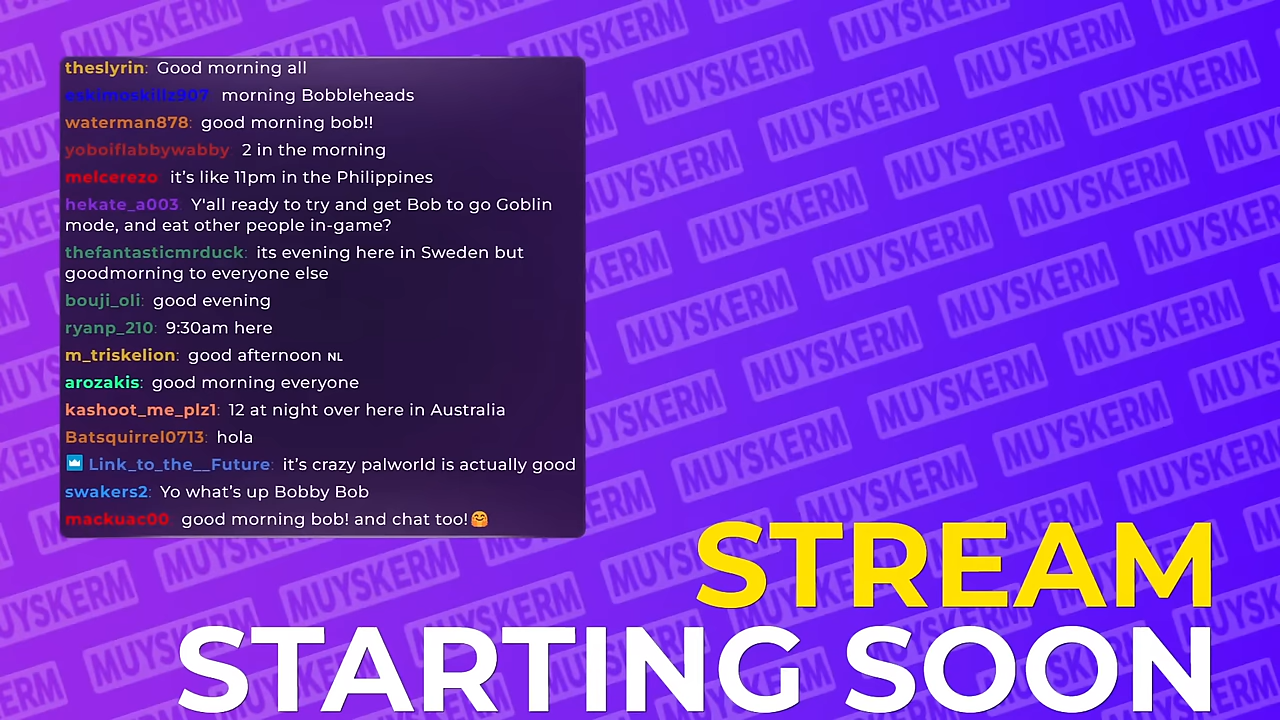 theslyrin: Good morning all
eskimoskillz907: morning Bobbleheads
waterman878: good morning bob!!
yoboiflabbywabby: 2 in the morning
melcerezo: it's like 11pm in the Philippines
hekate_a003: Y'all ready to try and get Bob to go Goblin
mode, and eat other people in-game?
thefantasticmrduck: its evening here in Sweden but
goodmorning to everyone else
bouji_oli: good evening
ryanp_210: 9:30am here
m_triskelion: good afternoon NL
arozakis: good morning everyone
kashoot_me_plz1: 12 at night over here in Australia
Batsquirrel0713: hola
Link_to_the__Future: it's crazy palworld is actually good
swakers2: Yo what's up Bobby Bob
mackuac00: good morning bob! and chat too!🤗
STREAM
STARTING SOON
MUYSKERM